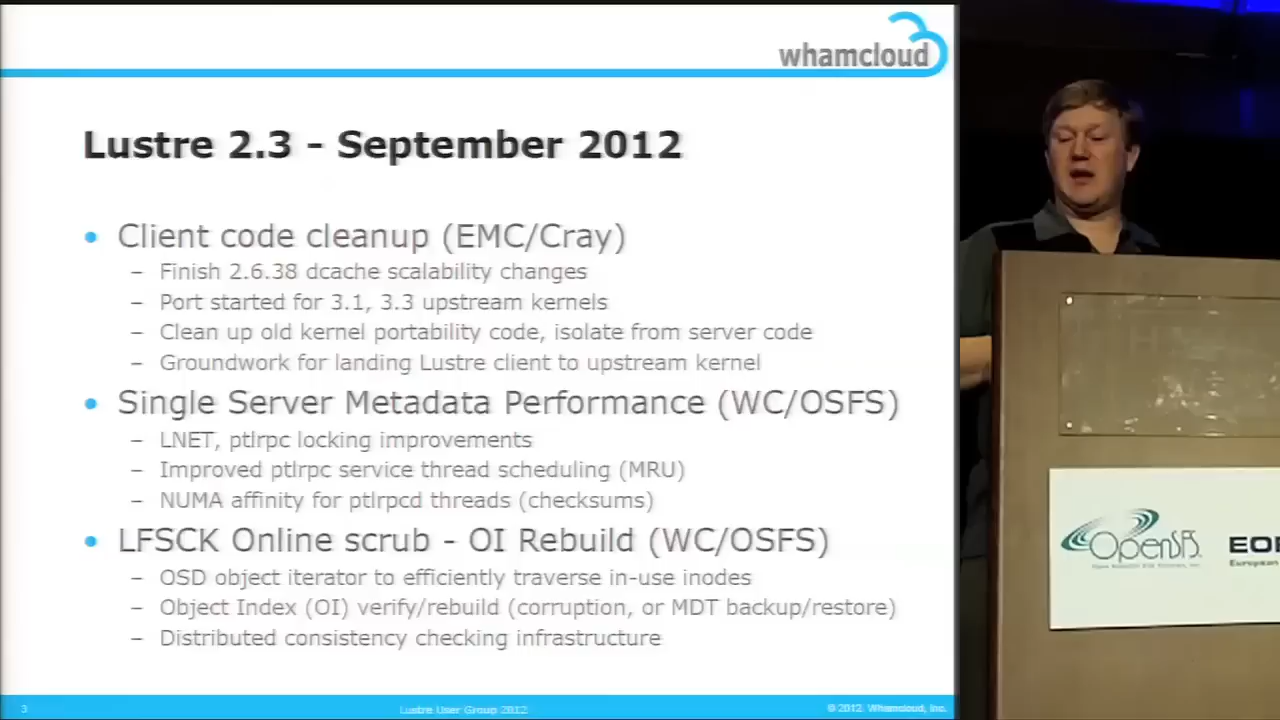 whamcloud
Lustre 2.3 - September 2012
• Client code cleanup (EMC/Cray)
– Finish 2.6.38 dcache scalability changes
– Port started for 3.1, 3.3 upstream kernels
– Clean up old kernel portability code, isolate from server code
– Groundwork for landing Lustre client to upstream kernel
• Single Server Metadata Performance (WC/OSFS)
– LNET, ptlrpc locking improvements
– Improved ptlrpc service thread scheduling (MRU)
– NUMA affinity for ptlrpcd threads (checksums)
• LFSCK Online scrub - OI Rebuild (WC/OSFS)
– OSD object iterator to efficiently traverse in-use inodes
– Object Index (OI) verify/rebuild (corruption, or MDT backup/restore)
– Distributed consistency checking infrastructure
3
Lustre User Group 2012
© 2012 Whamcloud, Inc.
OpenSFS.
European